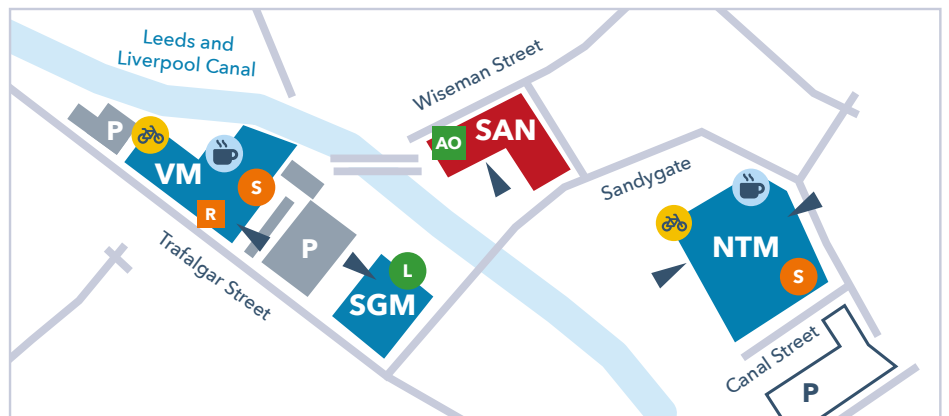 Leeds and
Liverpool Canal
Wiseman Street
P
VM
S
R
AO
SAN
Sandygate
Trafalgar Street
P
L
SGM
NTM
S
Canal Street
P